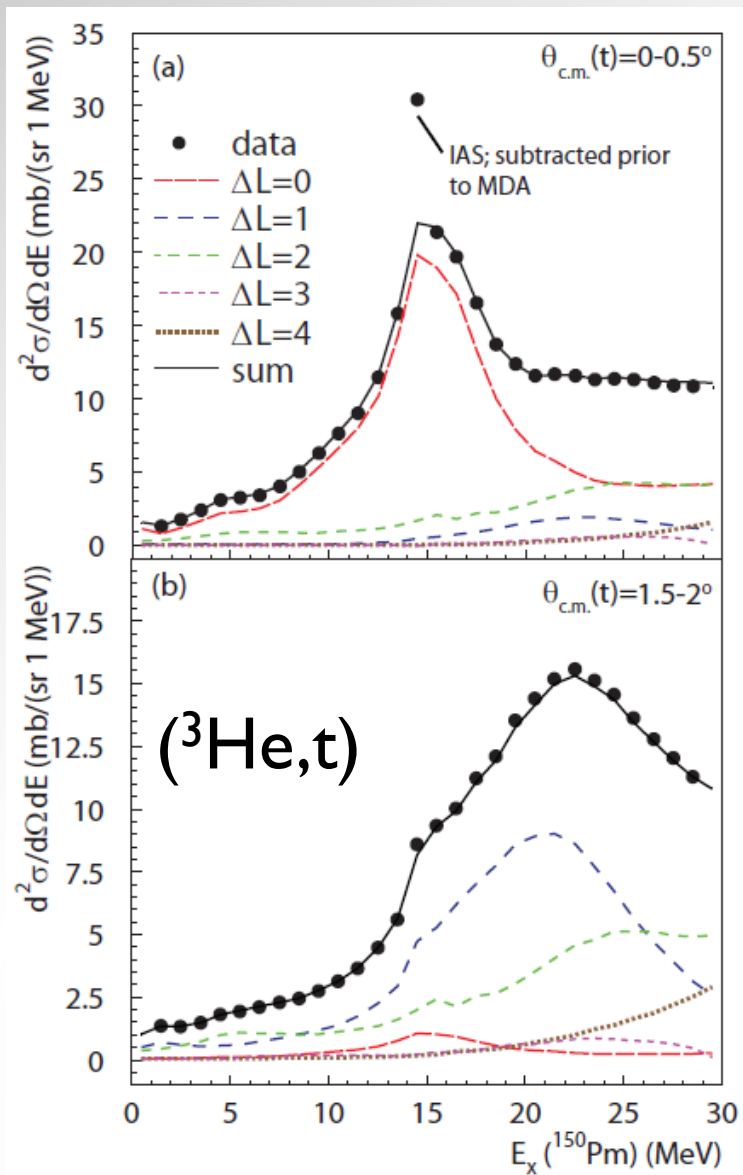 35
30
25
20
15
10
5
0
d²σ/dΩdE (mb/(sr 1 MeV))
(a)
θc.m.(t)=0-0.5º
data
ΔL=0
ΔL=1
ΔL=2
ΔL=3
ΔL=4
sum
IAS; subtracted prior
to MDA
17.5
15
12.5
10
7.5
5
2.5
0
d²σ/dΩdE (mb/(sr 1 MeV))
(b)
θc.m.(t)=1.5-2º
(³He,t)
0 5 10 15 20 25 30
Eₓ (¹⁵⁰Pm) (MeV)